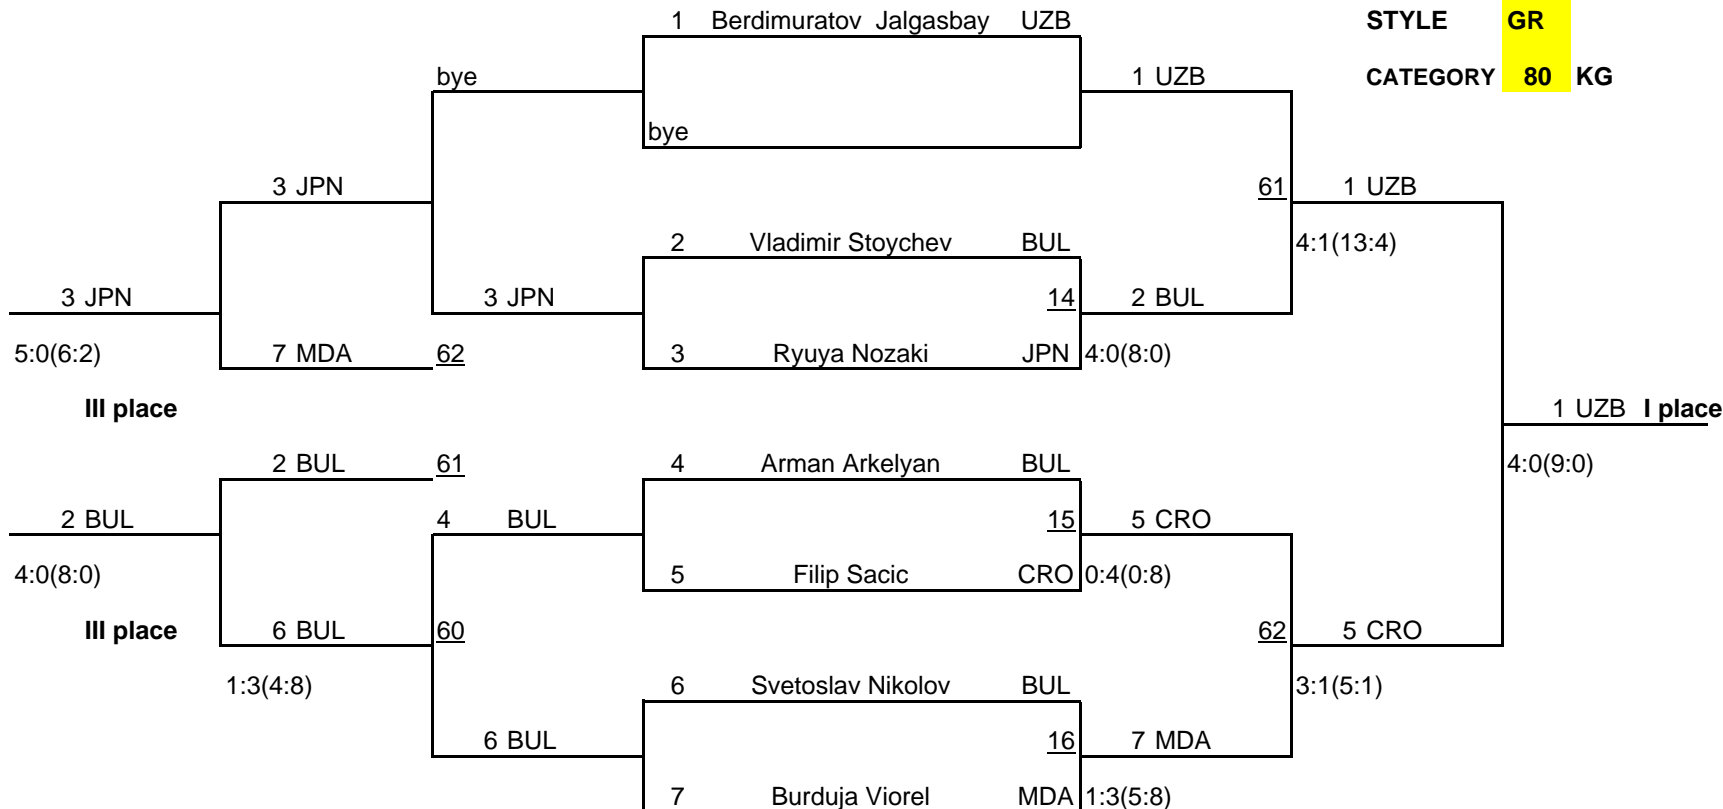 1 Berdimuratov Jalgasbay UZB STYLE GR
bye 1 UZB CATEGORY 80 KG
bye
3 JPN 61 1 UZB
2 Vladimir Stoychev BUL 4:1(13:4)
3 JPN 3 JPN 14 2 BUL
5:0(6:2) 7 MDA 62 3 Ryuya Nozaki JPN 4:0(8:0)
III place 1 UZB I place
2 BUL 61 4 Arman Arkelyan BUL 4:0(9:0)
2 BUL 4 BUL 15 5 CRO
4:0(8:0) 5 Filip Sacic CRO 0:4(0:8)
III place 6 BUL 60 62 5 CRO
1:3(4:8) 6 Svetoslav Nikolov BUL 3:1(5:1)
6 BUL 16 7 MDA
7 Burduja Viorel MDA 1:3(5:8)